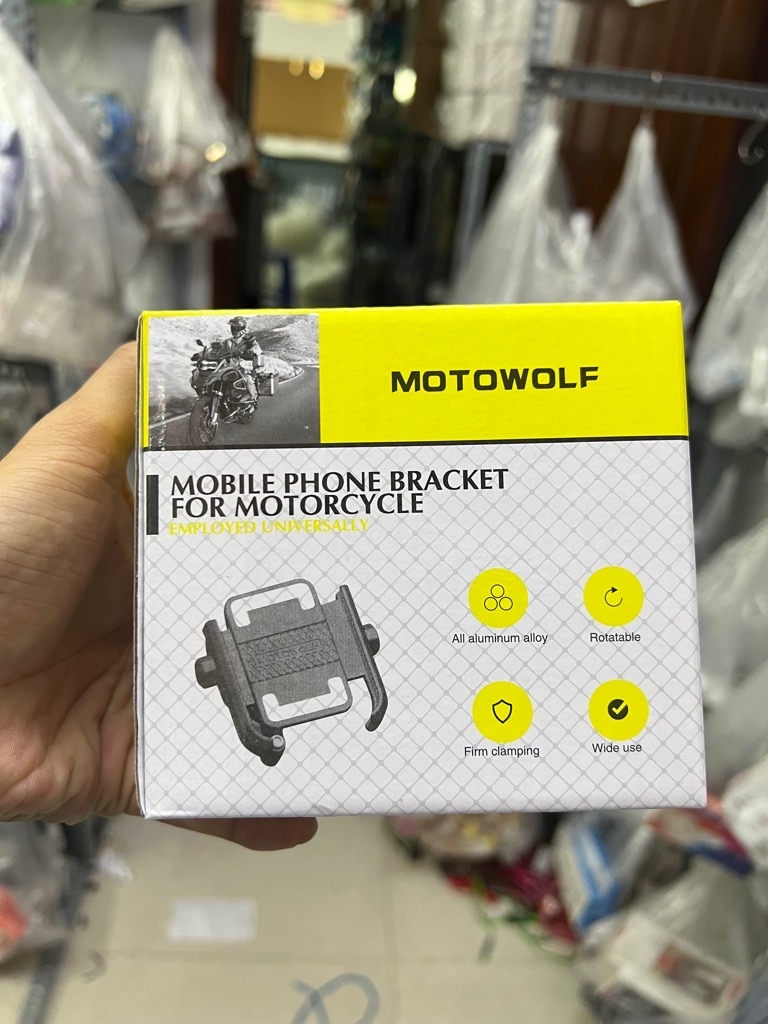 MOTOWOLF
MOBILE PHONE BRACKET
FOR MOTORCYCLE
EMPLOYED UNIVERSALLY
All aluminum alloy
Rotatable
Firm clamping
Wide use